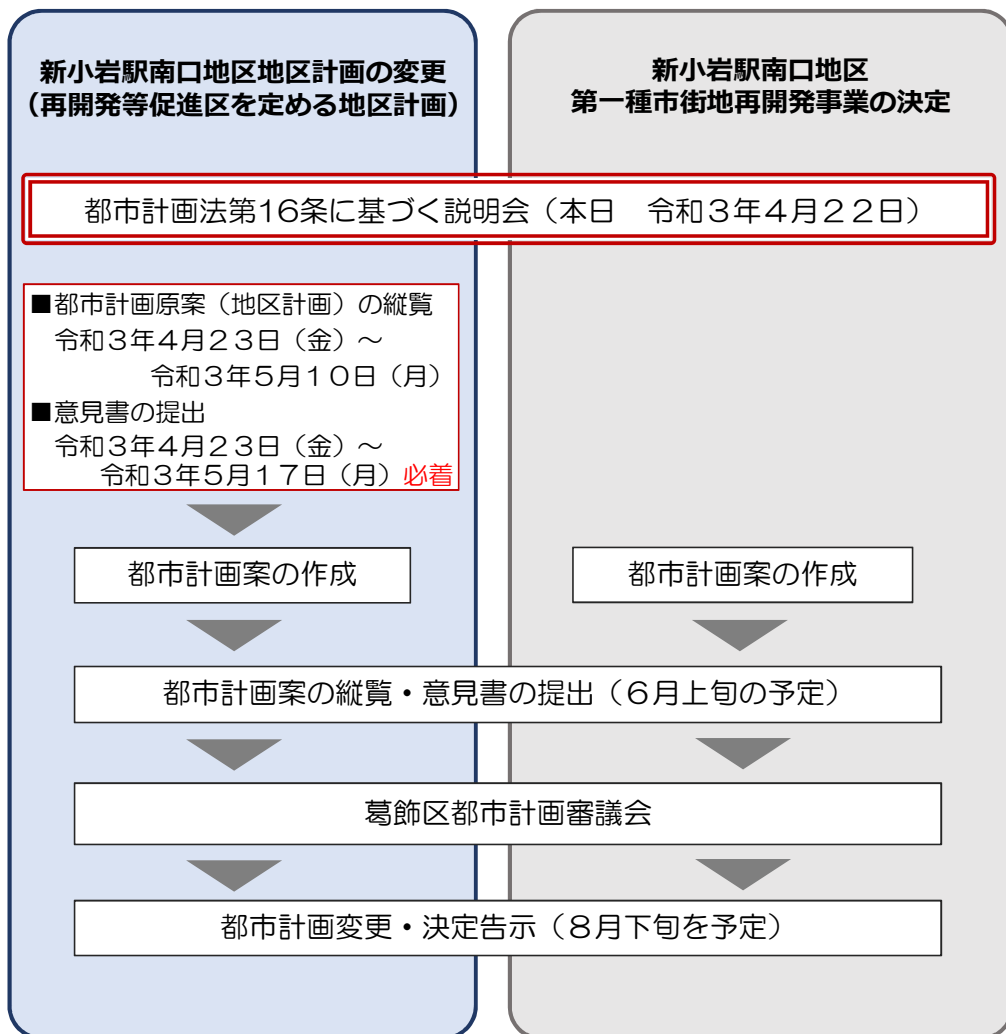 新小岩駅南口地区地区計画の変更
（再開発等促進区を定める地区計画）
新小岩駅南口地区
第一種市街地再開発事業の決定
都市計画法第16条に基づく説明会（本日　令和３年４月２２日）
■都市計画原案（地区計画）の縦覧
令和３年４月２３日（金）～
令和３年５月１０日（月）
■意見書の提出
令和３年４月２３日（金）～
令和３年５月１７日（月）必着
都市計画案の作成
都市計画案の作成
都市計画案の縦覧・意見書の提出（６月上旬の予定）
葛飾区都市計画審議会
都市計画変更・決定告示（８月下旬を予定）